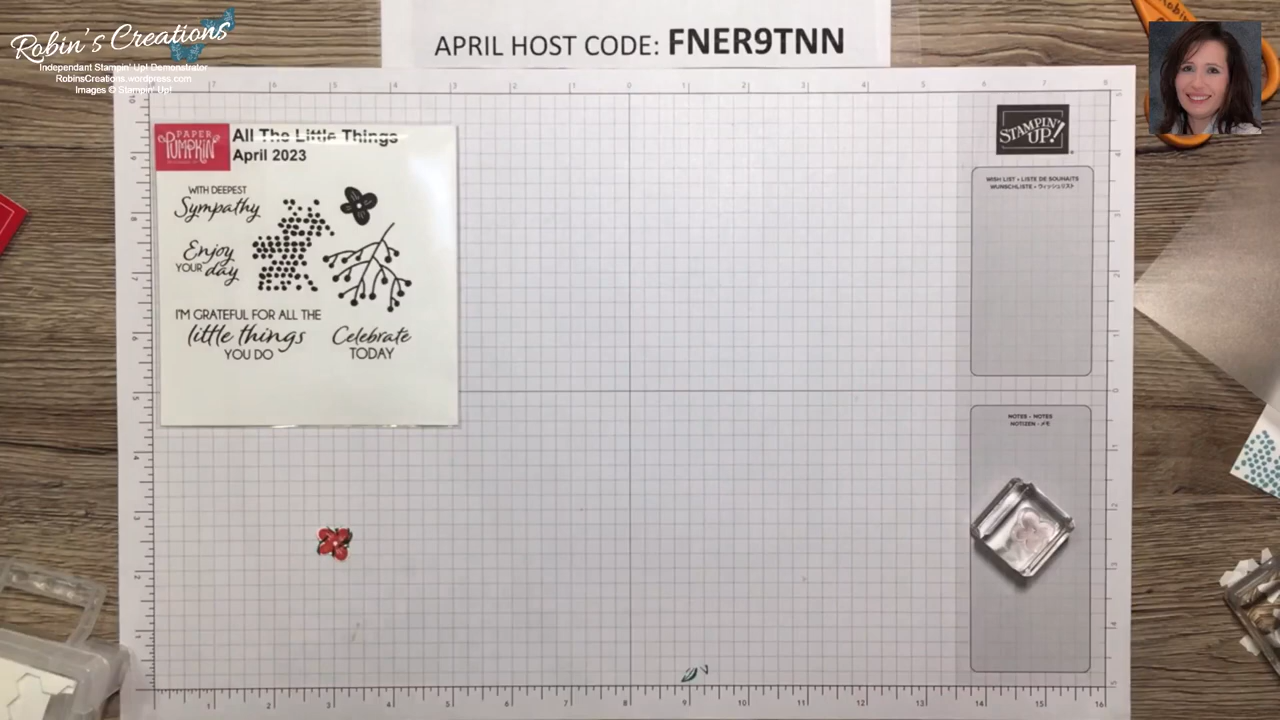 Robin's Creations
Independant Stampin' Up! Demonstrator
RobinsCreations.wordpress.com
Images © Stampin' Up!
APRIL HOST CODE: FNER9TNN
PAPER
PUMPKIN
All The Little Things
April 2023
WITH DEEPEST
Sympathy
Enjoy
YOUR day
I'M GRATEFUL FOR ALL THE
little things
YOU DO
Celebrate
TODAY
STAMPIN' UP!
WISH LIST • LISTE DE SOUHAITS
WUNSCHLISTE • ウィッシュリスト
NOTES • NOTES
NOTIZEN • メモ